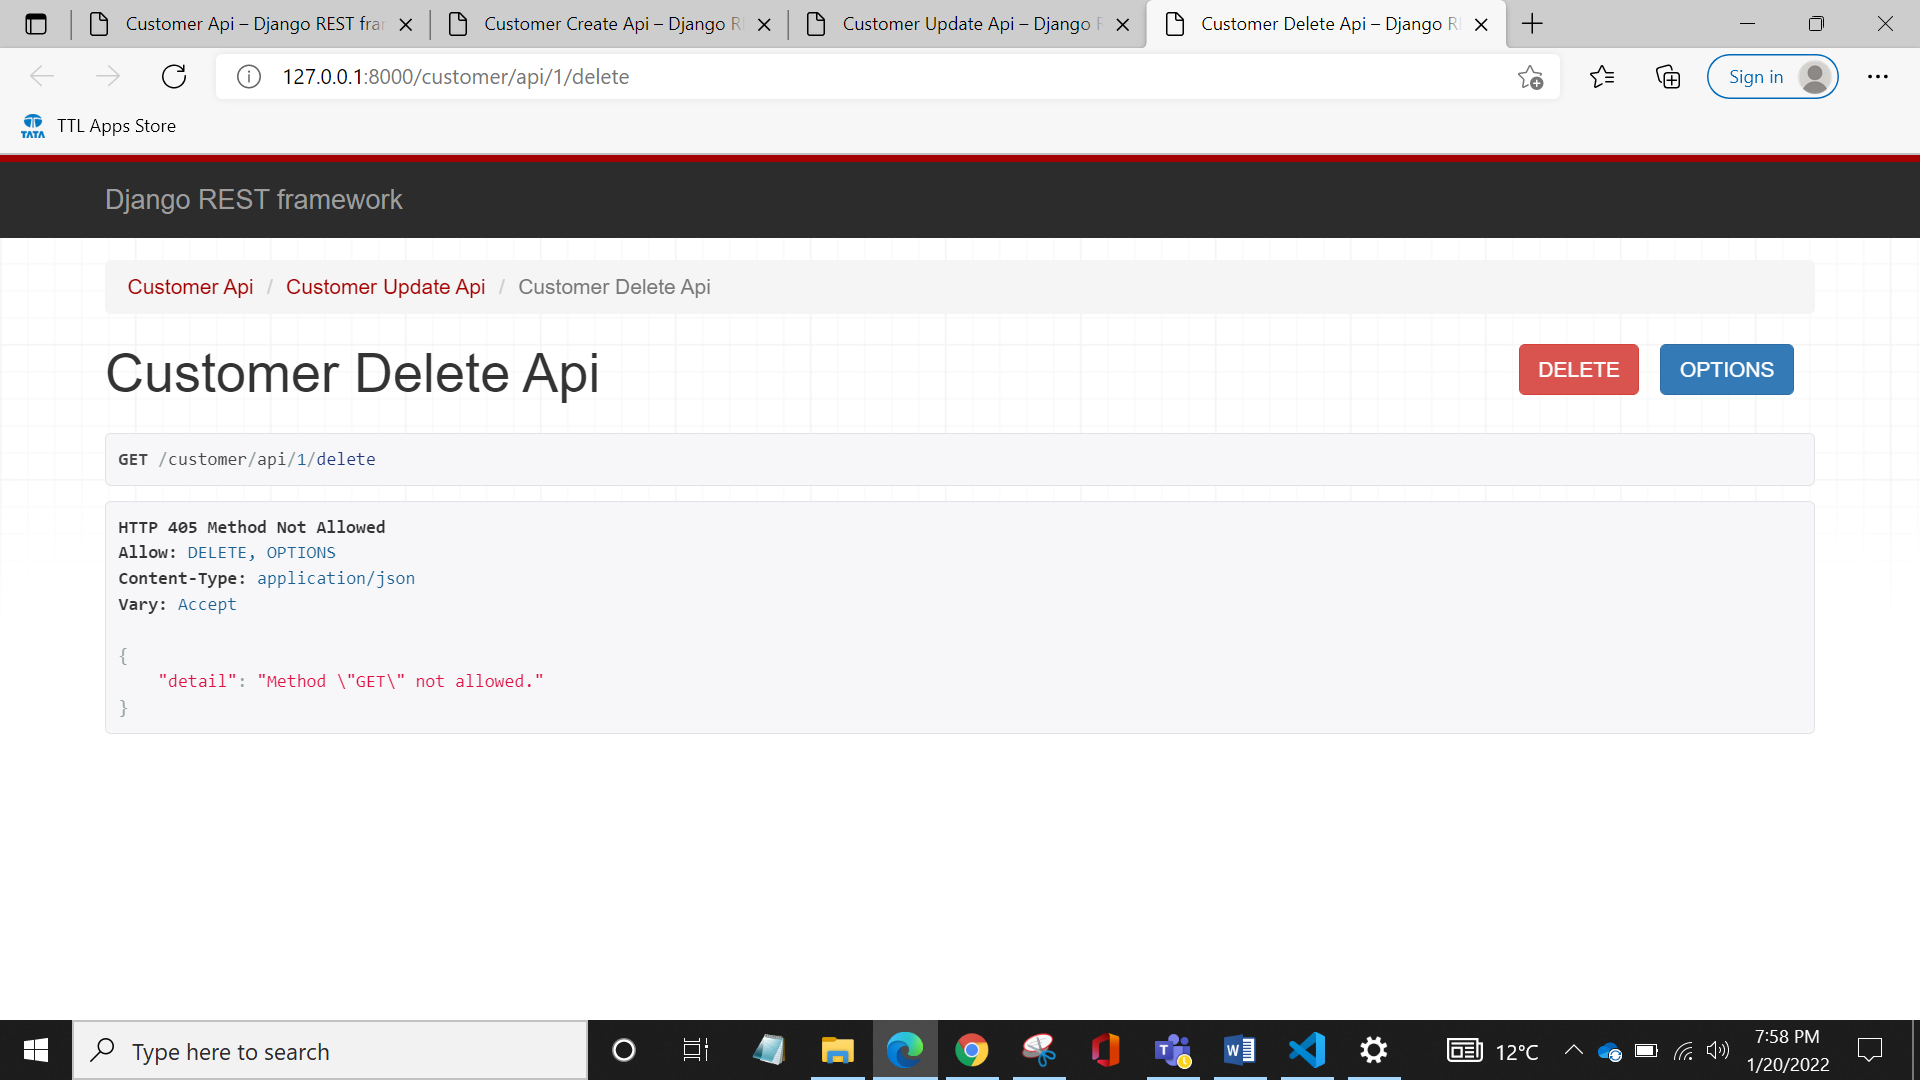 Customer Api – Django REST fra
Customer Create Api – Django R
Customer Update Api – Django
Customer Delete Api – Django R
127.0.0.1:8000/customer/api/1/delete
Sign in
TATA
TTL Apps Store
Django REST framework
Customer Api / Customer Update Api / Customer Delete Api
Customer Delete Api
DELETE
OPTIONS
GET /customer/api/1/delete
HTTP 405 Method Not Allowed
Allow: DELETE, OPTIONS
Content-Type: application/json
Vary: Accept
{
    "detail": "Method \"GET\" not allowed."
}
Type here to search
12°C
7:58 PM
1/20/2022